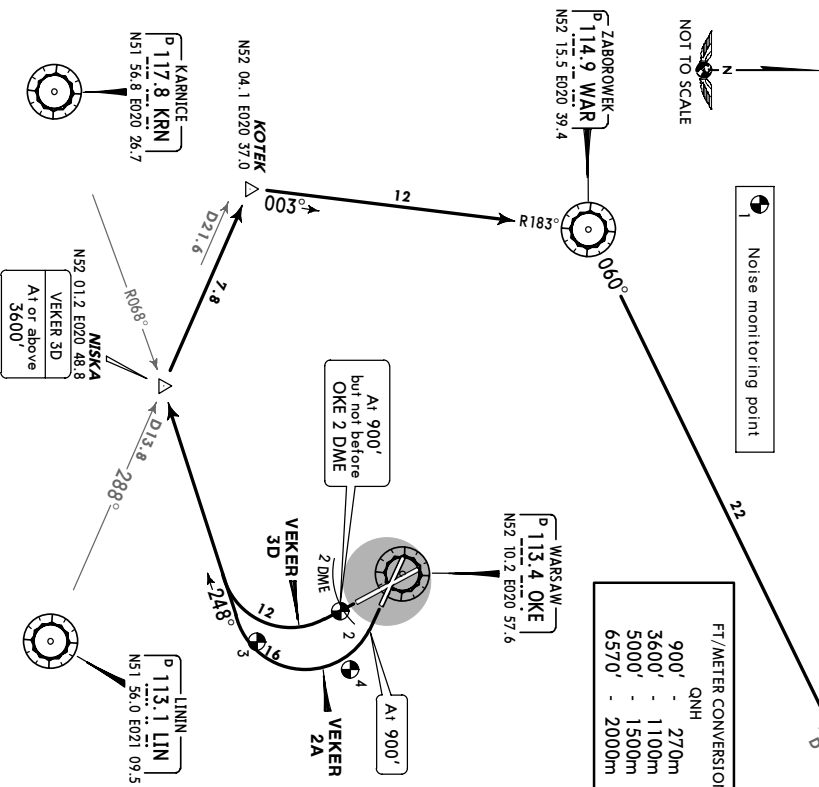 NOT TO SCALE
N
ZABOROWEK
D 114.9 WAR
N52 15.5 E020 39.4
1 Noise monitoring point
KARNICE
D 117.8 KRN
N51 56.8 E020 26.7
N52 04.1 E020 37.0
KOTEK
003°
12
R183°
060°
22
D21.6
7.8
R068°
N52 01.2 E020 48.8
NISKA
VEKER 3D
At or above
3600'
D13.8
288°
At 900'
but not before
OKE 2 DME
WARSAW
D 113.4 OKE
N52 10.2 E020 57.6
VEKER
3D
2 DME
2
12
248°
16
3
4
At 900'
VEKER
2A
LININ
D 113.1 LIN
N51 56.0 E021 09.5
FT/METER CONVERSION
QNH
900' - 270m
3600' - 1100m
5000' - 1500m
6570' - 2000m
D